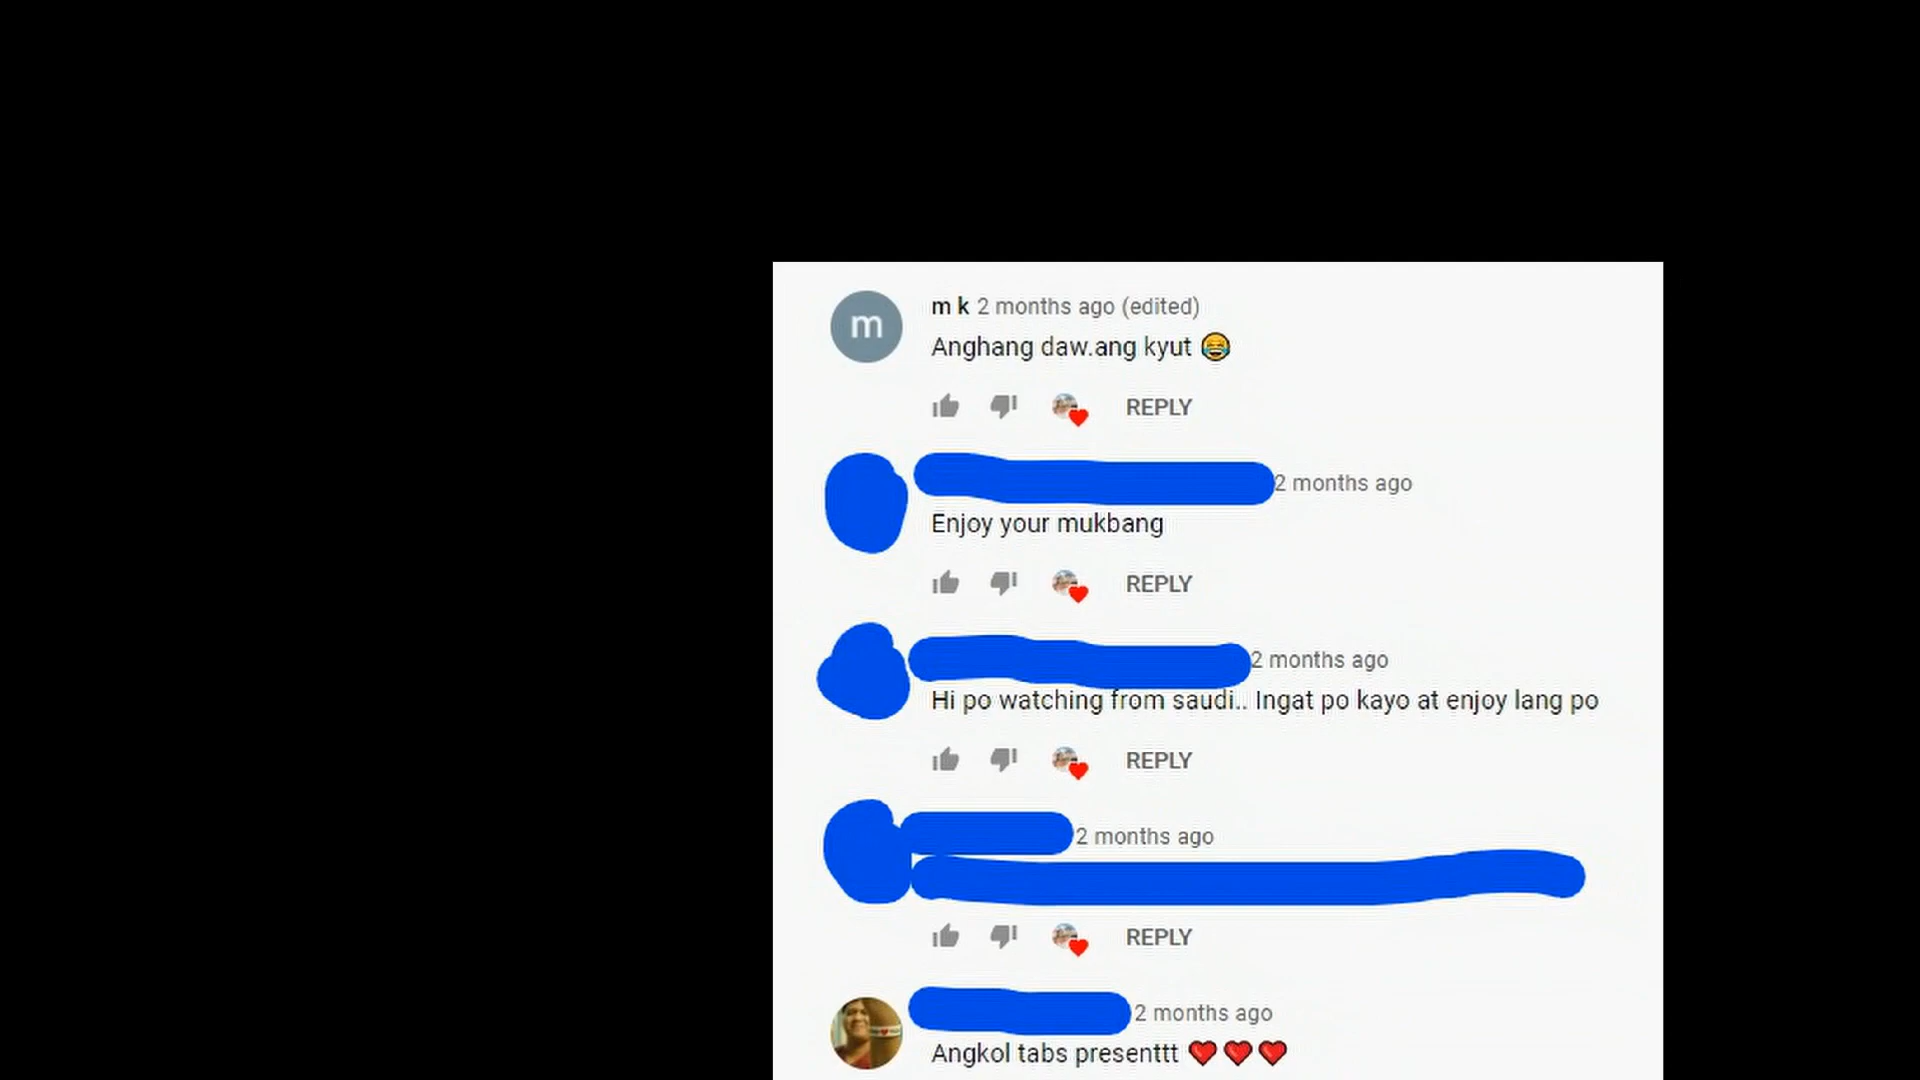 m
m k 2 months ago (edited)
Anghang daw.ang kyut 😂
REPLY
2 months ago
Enjoy your mukbang
REPLY
2 months ago
Hi po watching from saudi.. Ingat po kayo at enjoy lang po
REPLY
2 months ago
REPLY
2 months ago
Angkol tabs presenttt ❤❤❤